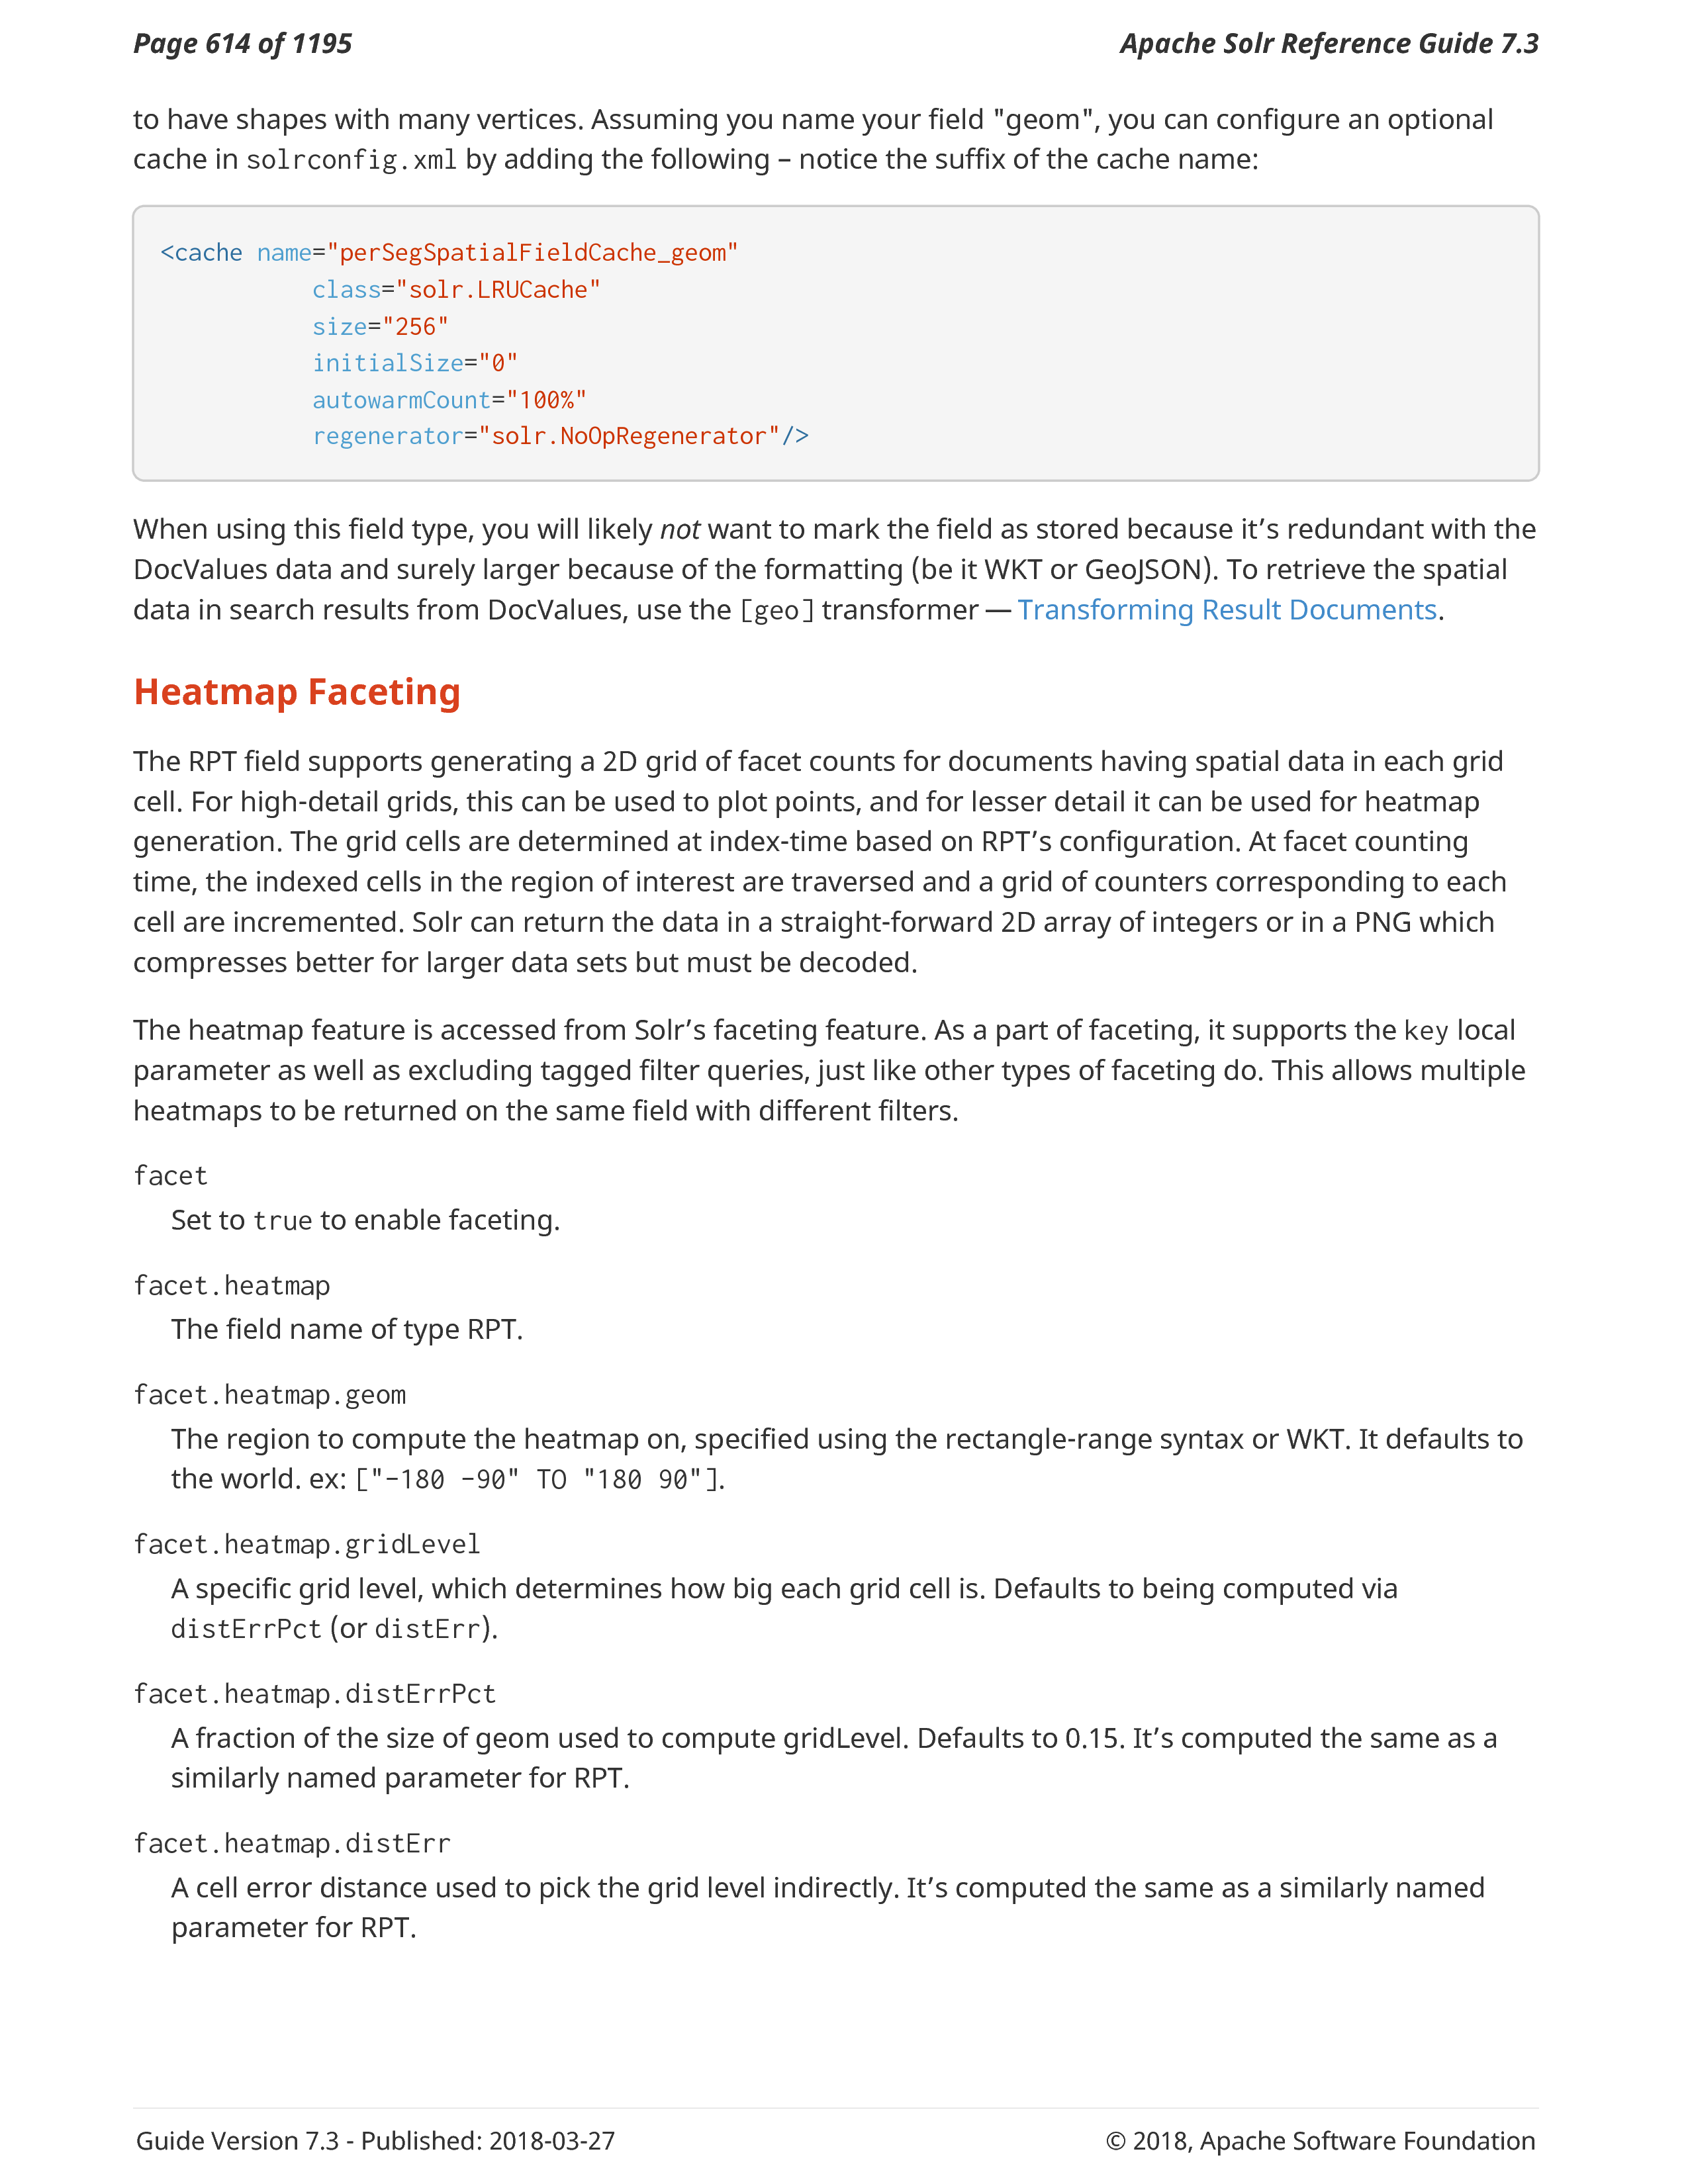 Page 614 of 1195
Apache Solr Reference Guide 7.3
to have shapes with many vertices. Assuming you name your field "geom", you can configure an optional
cache in solrconfig.xml by adding the following – notice the suffix of the cache name:
<cache name="perSegSpatialFieldCache_geom"
class="solr.LRUCache"
size="256"
initialSize="0"
autowarmCount="100%"
regenerator="solr.NoOpRegenerator"/>
When using this field type, you will likely not want to mark the field as stored because it’s redundant with the
DocValues data and surely larger because of the formatting (be it WKT or GeoJSON). To retrieve the spatial
data in search results from DocValues, use the [geo] transformer — Transforming Result Documents.
Heatmap Faceting
The RPT field supports generating a 2D grid of facet counts for documents having spatial data in each grid
cell. For high-detail grids, this can be used to plot points, and for lesser detail it can be used for heatmap
generation. The grid cells are determined at index-time based on RPT’s configuration. At facet counting
time, the indexed cells in the region of interest are traversed and a grid of counters corresponding to each
cell are incremented. Solr can return the data in a straight-forward 2D array of integers or in a PNG which
compresses better for larger data sets but must be decoded.
The heatmap feature is accessed from Solr’s faceting feature. As a part of faceting, it supports the key local
parameter as well as excluding tagged filter queries, just like other types of faceting do. This allows multiple
heatmaps to be returned on the same field with different filters.
facet
Set to true to enable faceting.
facet.heatmap
The field name of type RPT.
facet.heatmap.geom
The region to compute the heatmap on, specified using the rectangle-range syntax or WKT. It defaults to
the world. ex: ["-180 -90" TO "180 90"].
facet.heatmap.gridLevel
A specific grid level, which determines how big each grid cell is. Defaults to being computed via
distErrPct (or distErr).
facet.heatmap.distErrPct
A fraction of the size of geom used to compute gridLevel. Defaults to 0.15. It’s computed the same as a
similarly named parameter for RPT.
facet.heatmap.distErr
A cell error distance used to pick the grid level indirectly. It’s computed the same as a similarly named
parameter for RPT.
Guide Version 7.3 - Published: 2018-03-27
© 2018, Apache Software Foundation